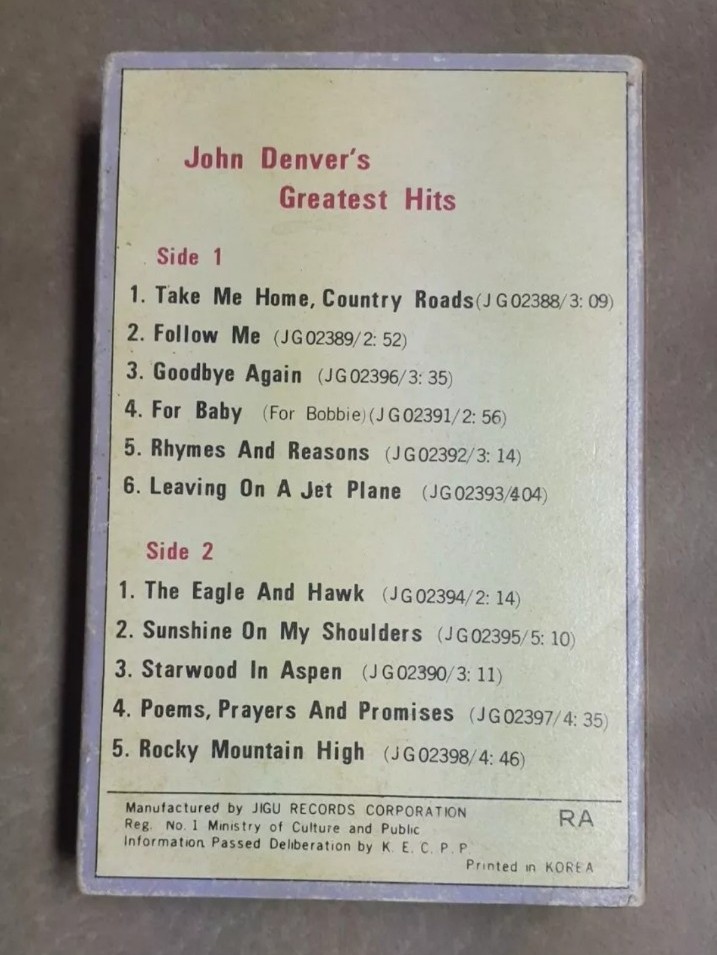 John Denver's
Greatest Hits
Side 1
1. Take Me Home, Country Roads (JG02388/3: 09)
2. Follow Me (JG02389/2: 52)
3. Goodbye Again (JG02396/3: 35)
4. For Baby (For Bobbie) (JG02391/2: 56)
5. Rhymes And Reasons (JG02392/3: 14)
6. Leaving On A Jet Plane (JG02393/404)
Side 2
1. The Eagle And Hawk (JG02394/2: 14)
2. Sunshine On My Shoulders (JG02395/5: 10)
3. Starwood In Aspen (JG02390/3: 11)
4. Poems, Prayers And Promises (JG02397/4: 35)
5. Rocky Mountain High (JG02398/4: 46)
Manufactured by JIGU RECORDS CORPORATION
Reg. No. 1 Ministry of Culture and Public
Information Passed Deliberation by K. E. C. P. P.
RA
Printed in KOREA